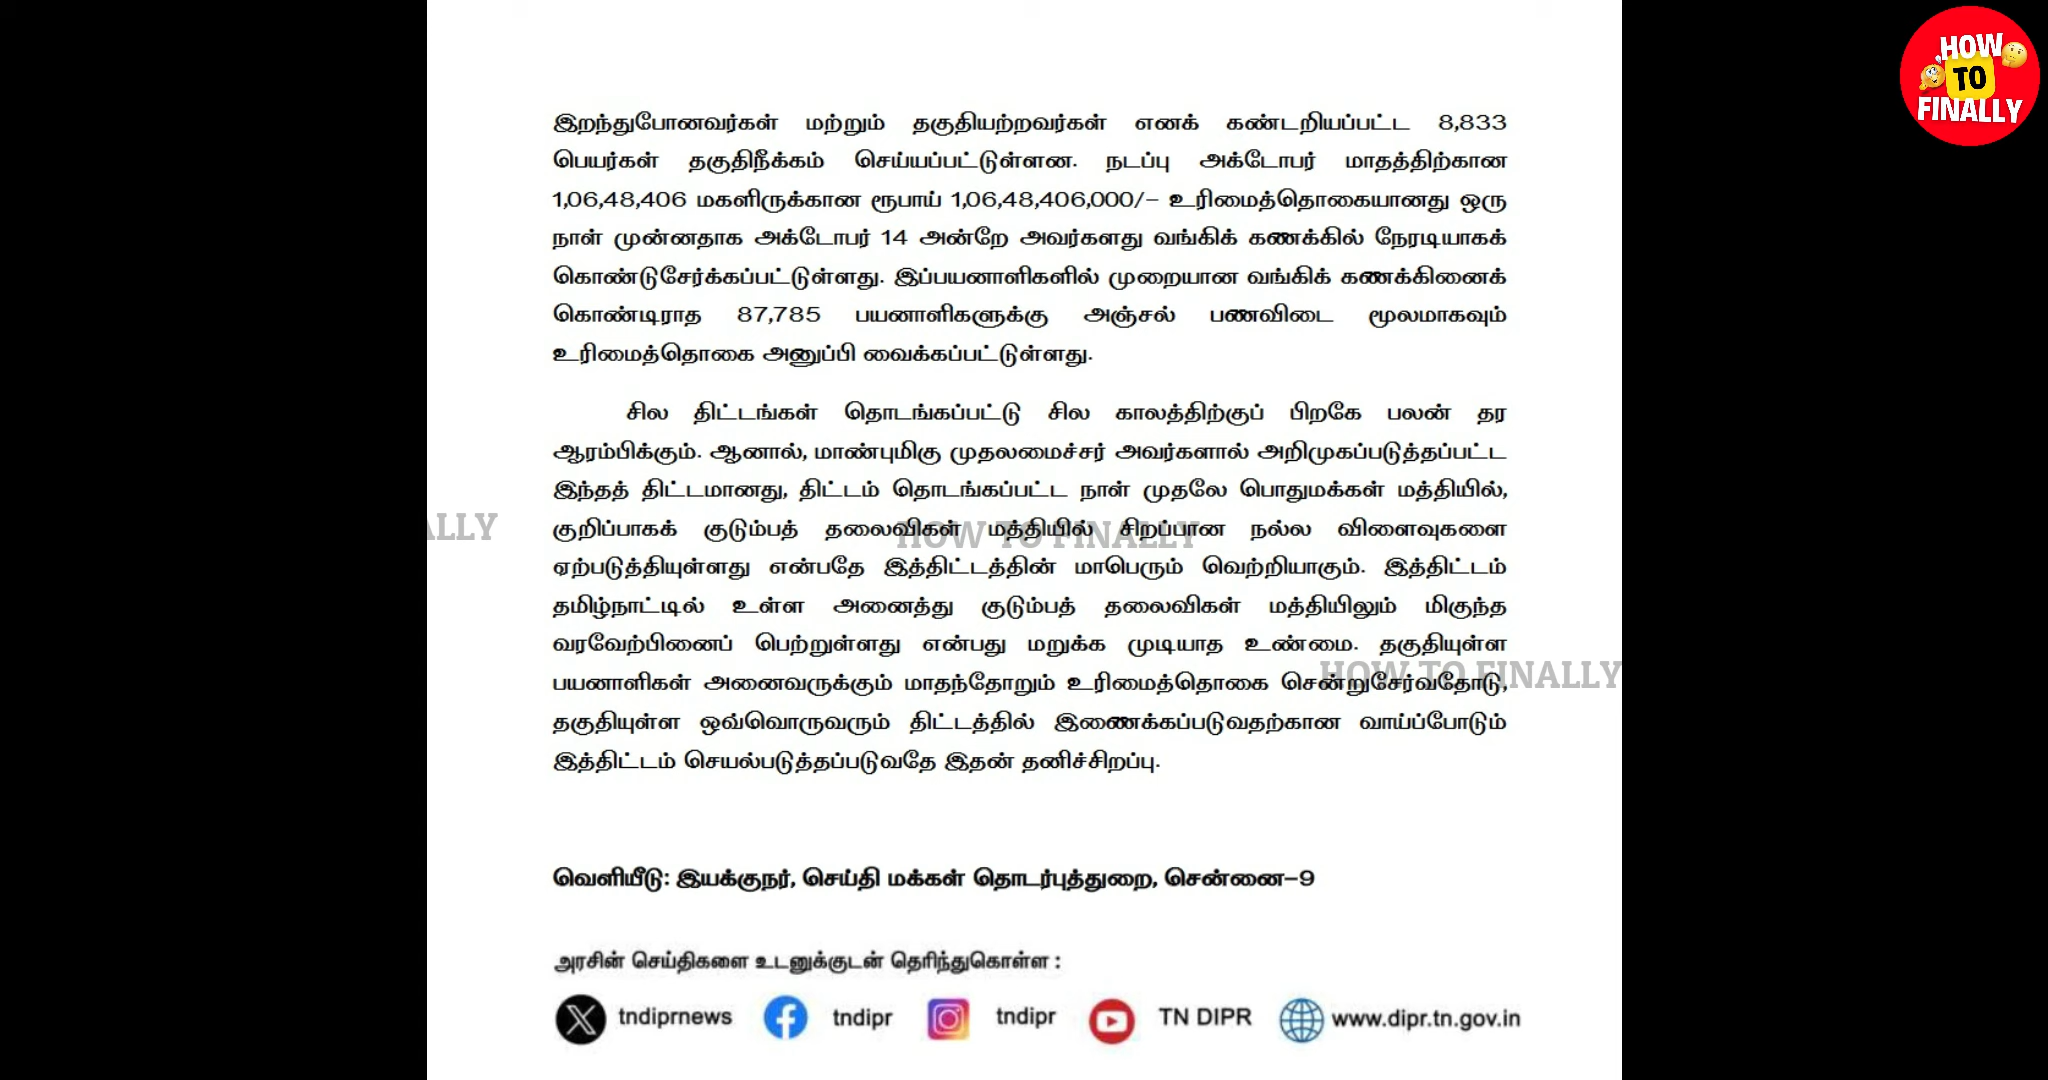 HOW
TO
FINALLY
இறந்துபோனவர்கள் மற்றும் தகுதியற்றவர்கள் எனக் கண்டறியப்பட்ட 8,833
பெயர்கள் தகுதிநீக்கம் செய்யப்பட்டுள்ளன. நடப்பு அக்டோபர் மாதத்திற்கான
1,06,48,406 மகளிருக்கான ரூபாய் 1,06,48,406,000/– உரிமைத்தொகையானது ஒரு
நாள் முன்னதாக அக்டோபர் 14 அன்றே அவர்களது வங்கிக் கணக்கில் நேரடியாகக்
கொண்டுசேர்க்கப்பட்டுள்ளது. இப்பயனாளிகளில் முறையான வங்கிக் கணக்கினைக்
கொண்டிராத 87,785 பயனாளிகளுக்கு அஞ்சல் பணவிடை மூலமாகவும்
உரிமைத்தொகை அனுப்பி வைக்கப்பட்டுள்ளது.
சில திட்டங்கள் தொடங்கப்பட்டு சில காலத்திற்குப் பிறகே பலன் தர
ஆரம்பிக்கும். ஆனால், மாண்புமிகு முதலமைச்சர் அவர்களால் அறிமுகப்படுத்தப்பட்ட
இந்தத் திட்டமானது, திட்டம் தொடங்கப்பட்ட நாள் முதலே பொதுமக்கள் மத்தியில்,
குறிப்பாகக் குடும்பத் தலைவிகள் மத்தியில் சிறப்பான நல்ல விளைவுகளை
ஏற்படுத்தியுள்ளது என்பதே இத்திட்டத்தின் மாபெரும் வெற்றியாகும். இத்திட்டம்
தமிழ்நாட்டில் உள்ள அனைத்து குடும்பத் தலைவிகள் மத்தியிலும் மிகுந்த
வரவேற்பினைப் பெற்றுள்ளது என்பது மறுக்க முடியாத உண்மை. தகுதியுள்ள
பயனாளிகள் அனைவருக்கும் மாதந்தோறும் உரிமைத்தொகை சென்றுசேர்வதோடு,
தகுதியுள்ள ஒவ்வொருவரும் திட்டத்தில் இணைக்கப்படுவதற்கான வாய்ப்போடும்
இத்திட்டம் செயல்படுத்தப்படுவதே இதன் தனிச்சிறப்பு.
ALLY
HOW TO FINALLY
HOW TO FINALLY
வெளியீடு: இயக்குநர், செய்தி மக்கள் தொடர்புத்துறை, சென்னை–9
அரசின் செய்திகளை உடனுக்குடன் தெரிந்துகொள்ள :
tndiprnews tndipr tndipr TN DIPR www.dipr.tn.gov.in